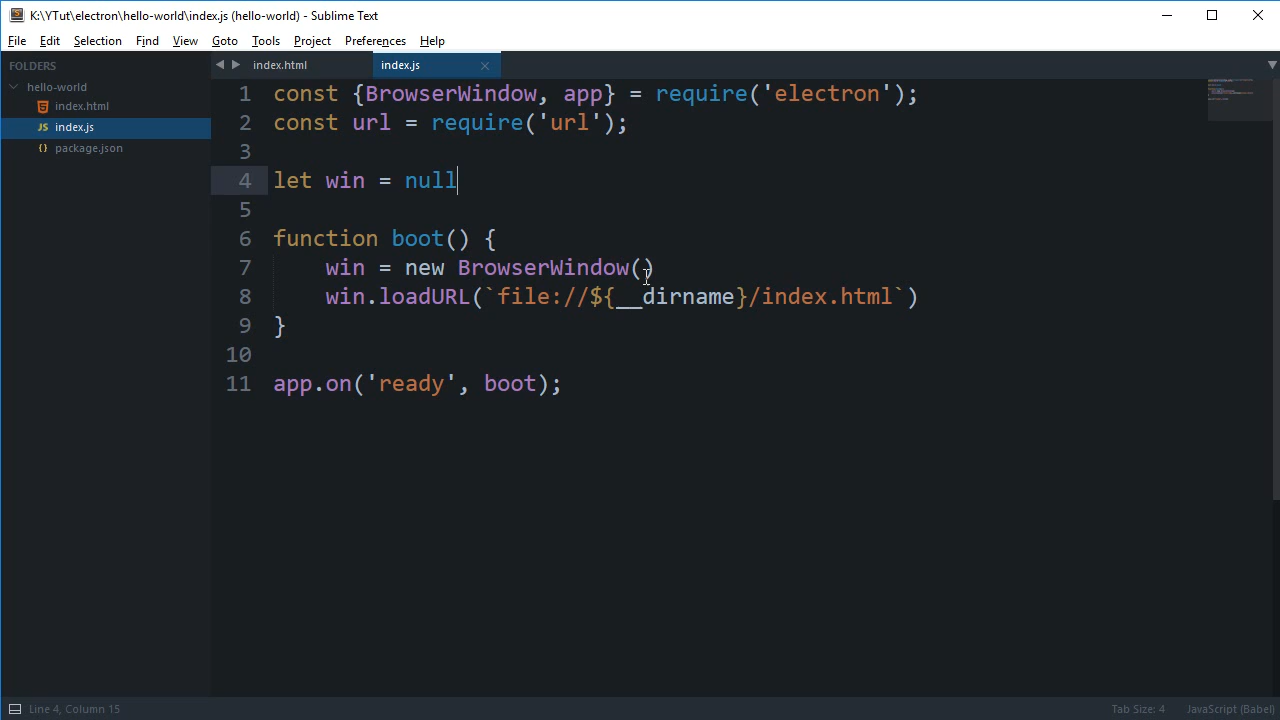 K:\YTut\electron\hello-world\index.js (hello-world) - Sublime Text
File Edit Selection Find View Goto Tools Project Preferences Help
FOLDERS
hello-world
index.html
JS index.js
{} package.json
index.html index.js
1 const {BrowserWindow, app} = require('electron');
2 const url = require('url');
3
4 let win = null
5
6 function boot() {
7 win = new BrowserWindow()
8 win.loadURL(`file://${__dirname}/index.html`)
9 }
10
11 app.on('ready', boot);
Line 4, Column 15 Tab Size: 4 JavaScript (Babel)